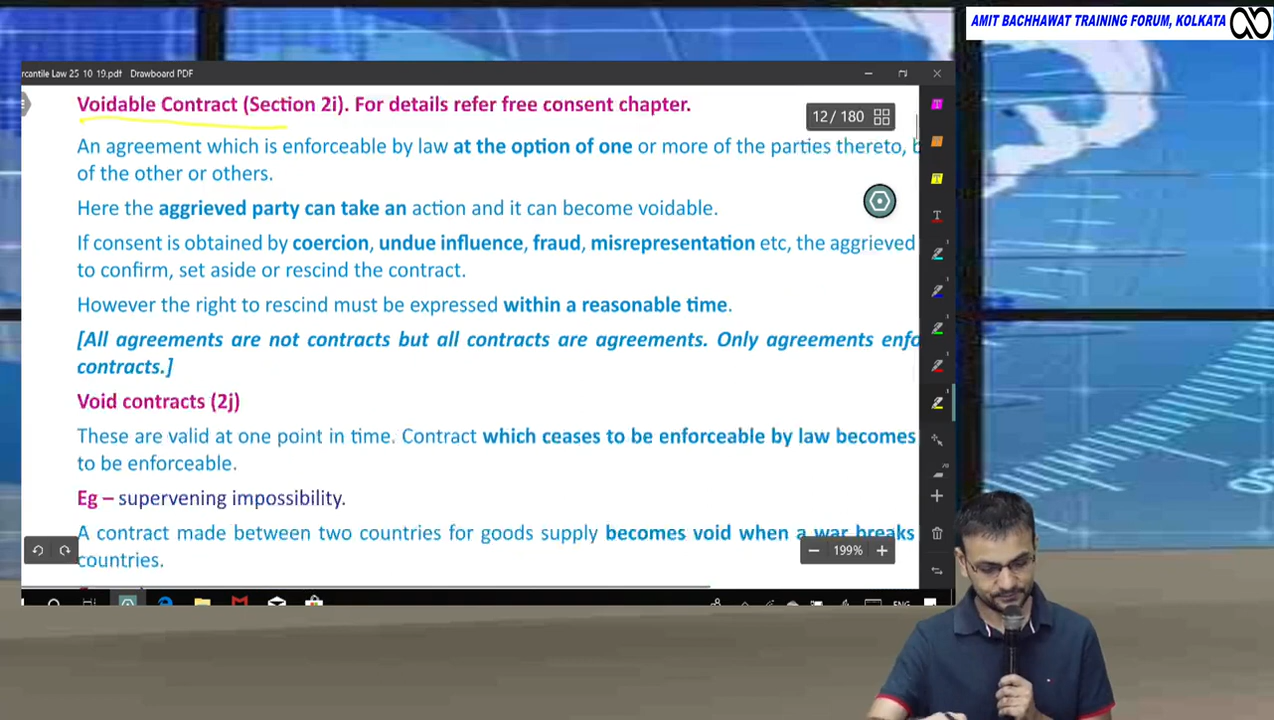 AMIT BACHHAWAT TRAINING FORUM, KOLKATA
rcantile Law 25 10 19.pdf Drawboard PDF
Voidable Contract (Section 2i). For details refer free consent chapter.
12 / 180
An agreement which is enforceable by law at the option of one or more of the parties thereto,
of the other or others.
Here the aggrieved party can take an action and it can become voidable.
If consent is obtained by coercion, undue influence, fraud, misrepresentation etc, the aggrieved
to confirm, set aside or rescind the contract.
However the right to rescind must be expressed within a reasonable time.
[All agreements are not contracts but all contracts are agreements. Only agreements enfo
contracts.]
Void contracts (2j)
These are valid at one point in time. Contract which ceases to be enforceable by law becomes
to be enforceable.
Eg – supervening impossibility.
A contract made between two countries for goods supply becomes void when a war breaks
countries.
199%
ENG